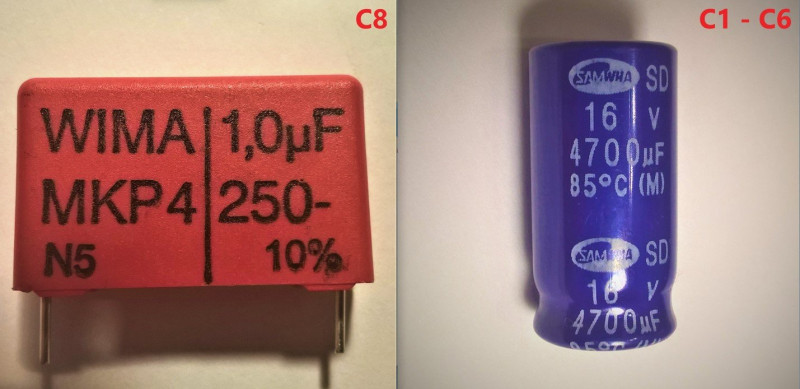 C8
WIMA 1,0µF
MKP4 250-
N5 10%
C1 - C6
SAMWHA SD
16 V
4700µF
85°C (M)
SAMWHA SD
16 V
4700µF
85°C (M)